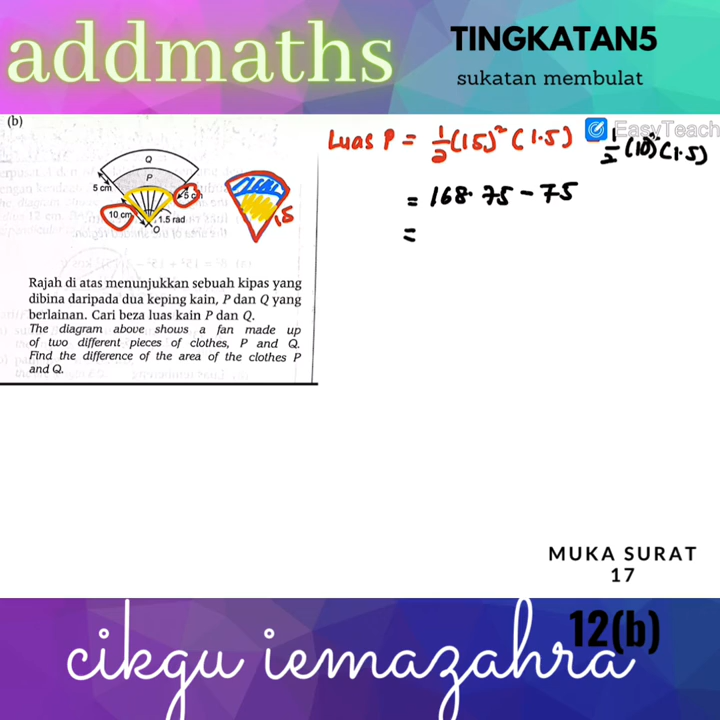 addmaths
TINGKATAN5
sukatan membulat
(b)
Q
P
5 cm
5 cm
10 cm
1.5 rad
O
15
Luas P = 1/2 (15)² (1.5) - 1/2 (10)² (1.5)
EasyTeach
= 168.75 - 75
=
Rajah di atas menunjukkan sebuah kipas yang
dibina daripada dua keping kain, P dan Q yang
berlainan. Cari beza luas kain P dan Q.
The diagram above shows a fan made up
of two different pieces of clothes, P and Q.
Find the difference of the area of the clothes P
and Q.
MUKA SURAT
17
12(b)
cikgu iemazahra